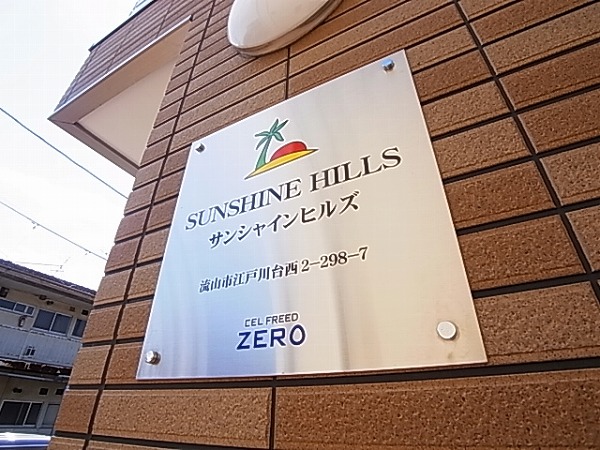 SUNSHINE HILLS
サンシャインヒルズ
流山市江戸川台西2-298-7
CEL FREED
ZERO